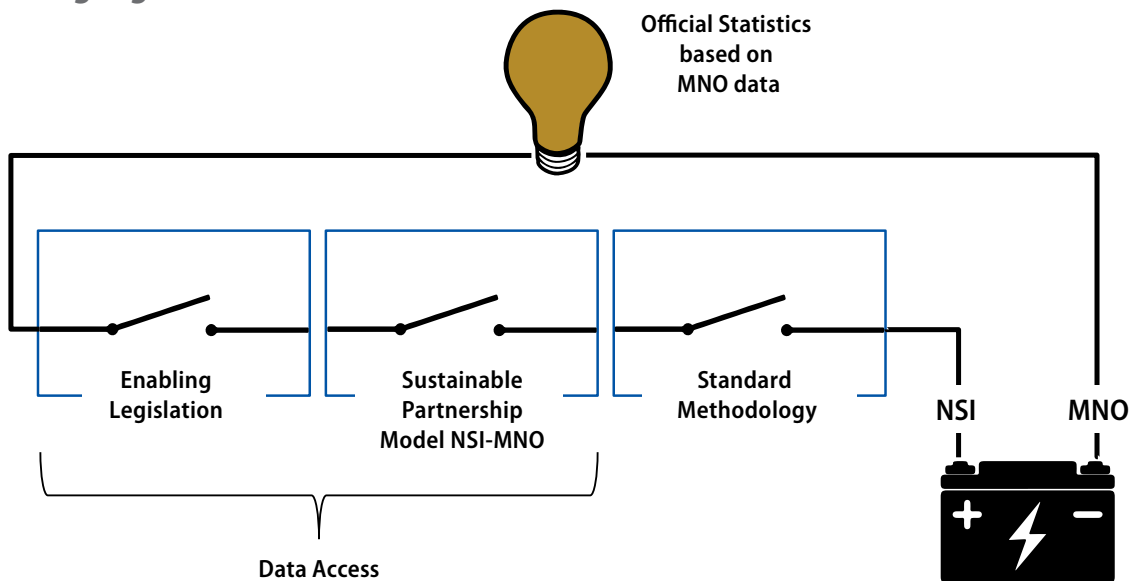 Official Statistics
based on
MNO data
Enabling
Legislation
Sustainable
Partnership
Model NSI-MNO
Standard
Methodology
NSI
MNO
+
−
Data Access